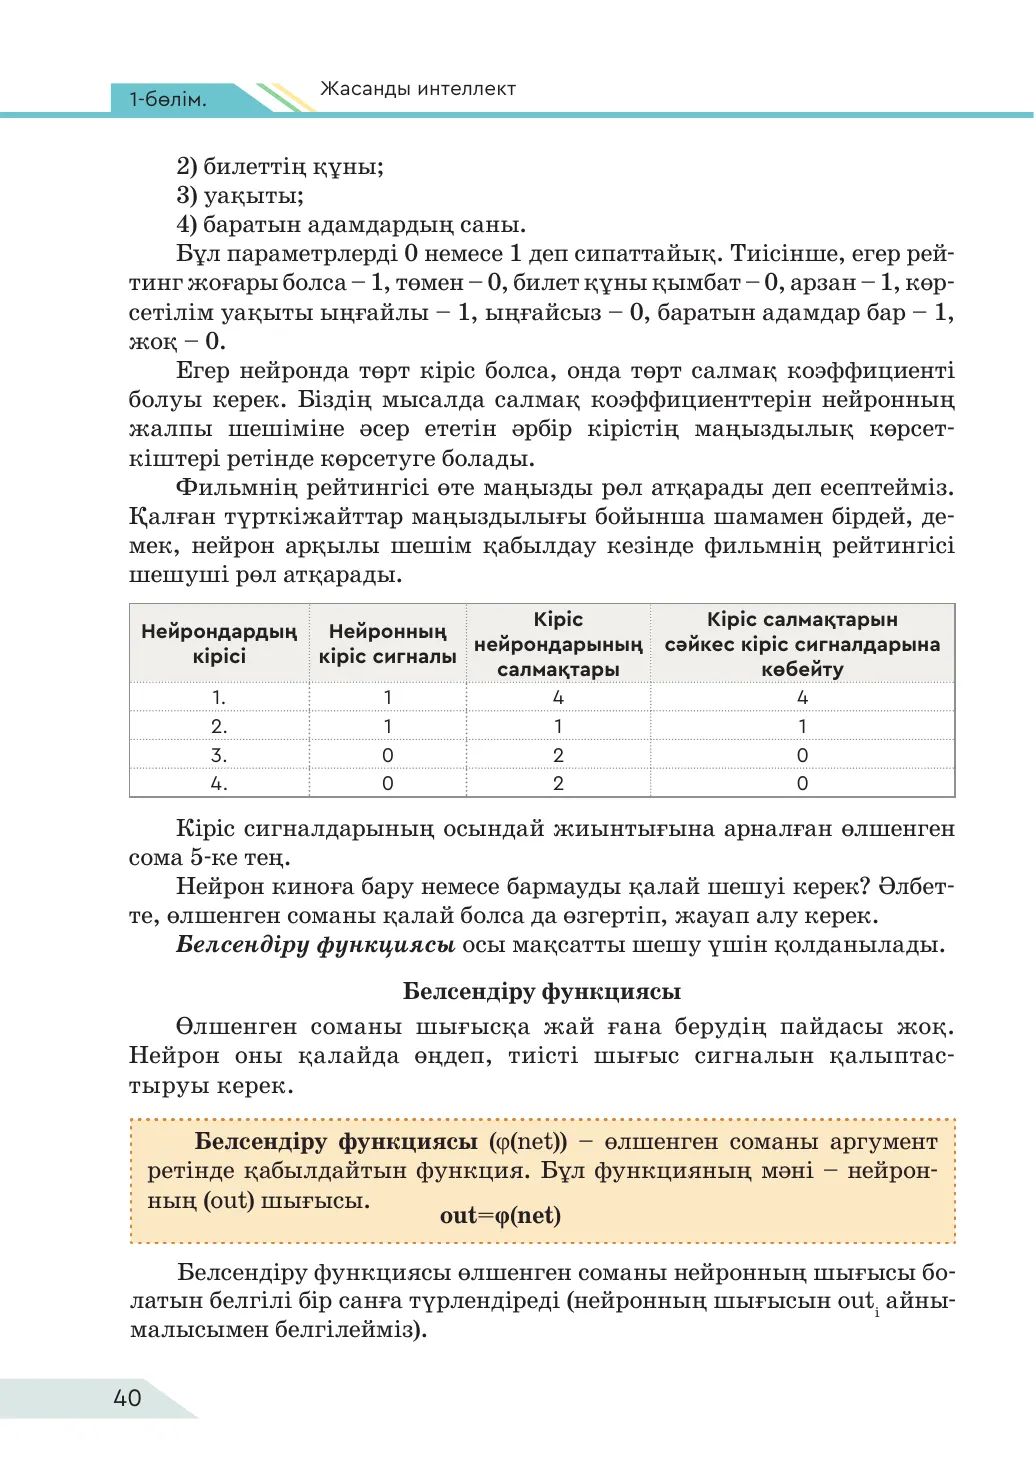 1-бөлім.
Жасанды интеллект
2) билеттің құны;
3) уақыты;
4) баратын адамдардың саны.
Бұл параметрлерді 0 немесе 1 деп сипаттайық. Тиісінше, егер рей-
тинг жоғары болса – 1, төмен – 0, билет құны қымбат – 0, арзан – 1, көр-
сетілім уақыты ыңғайлы – 1, ыңғайсыз – 0, баратын адамдар бар – 1,
жоқ – 0.
Егер нейронда төрт кіріс болса, онда төрт салмақ коэффициенті
болуы керек. Біздің мысалда салмақ коэффициенттерін нейронның
жалпы шешіміне әсер ететін әрбір кірістің маңыздылық көрсет-
кіштері ретінде көрсетуге болады.
Фильмнің рейтингісі өте маңызды рөл атқарады деп есептейміз.
Қалған түрткіжайттар маңыздылығы бойынша шамамен бірдей, де-
мек, нейрон арқылы шешім қабылдау кезінде фильмнің рейтингісі
шешуші рөл атқарады.
Нейрондардың кірісі | Нейронның кіріс сигналы | Кіріс нейрондарының салмақтары | Кіріс салмақтарын сәйкес кіріс сигналдарына көбейту
1. 1 4 4
2. 1 1 1
3. 0 2 0
4. 0 2 0
Кіріс сигналдарының осындай жиынтығына арналған өлшенген
сома 5-ке тең.
Нейрон киноға бару немесе бармауды қалай шешуі керек? Әлбет-
те, өлшенген соманы қалай болса да өзгертіп, жауап алу керек.
Белсендіру функциясы осы мақсатты шешу үшін қолданылады.
Белсендіру функциясы
Өлшенген соманы шығысқа жай ғана берудің пайдасы жоқ.
Нейрон оны қалайда өңдеп, тиісті шығыс сигналын қалыптас-
тыруы керек.
Белсендіру функциясы (φ(net)) – өлшенген соманы аргумент
ретінде қабылдайтын функция. Бұл функцияның мәні – нейрон-
ның (out) шығысы.
out=φ(net)
Белсендіру функциясы өлшенген соманы нейронның шығысы бо-
латын белгілі бір санға түрлендіреді (нейронның шығысын outᵢ айны-
малысымен белгілейміз).
40